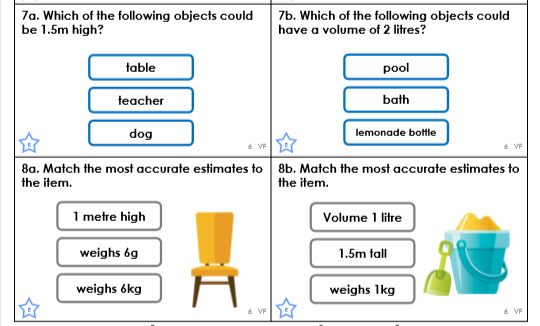 7a. Which of the following objects could
be 1.5m high?
table
teacher
dog
E
6 VF
7b. Which of the following objects could
have a volume of 2 litres?
pool
bath
lemonade bottle
E
6 VF
8a. Match the most accurate estimates to
the item.
1 metre high
weighs 6g
weighs 6kg
E
6 VF
8b. Match the most accurate estimates to
the item.
Volume 1 litre
1.5m tall
weighs 1kg
E
6 VF